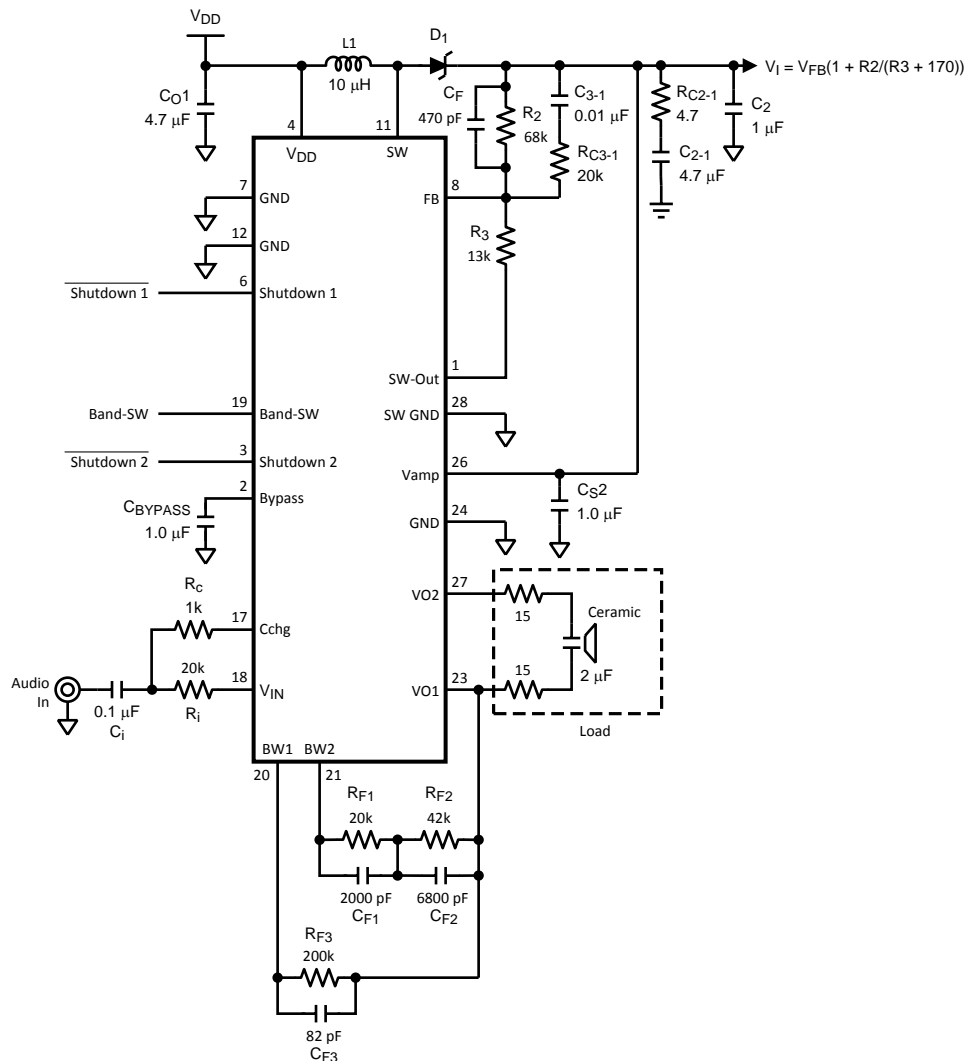 VDD
L1
10 µH
D1
VI = VFB(1 + R2/(R3 + 170))
CO1
4.7 µF
CF
470 pF
R2
68k
C3-1
0.01 µF
RC3-1
20k
RC2-1
4.7
C2-1
4.7 µF
C2
1 µF
4
VDD
11
SW
7
GND
8
FB
12
GND
R3
13k
Shutdown 1
6
Shutdown 1
1
SW-Out
Band-SW
19
Band-SW
28
SW GND
Shutdown 2
3
Shutdown 2
26
Vamp
CS2
1.0 µF
2
Bypass
CBYPASS
1.0 µF
24
GND
27
VO2
15
Ceramic
2 µF
Rc
1k
17
Cchg
Audio
In
0.1 µF
Ci
20k
Ri
18
VIN
23
VO1
15
Load
BW1
BW2
20
21
RF1
20k
RF2
42k
2000 pF
CF1
6800 pF
CF2
RF3
200k
82 pF
CF3